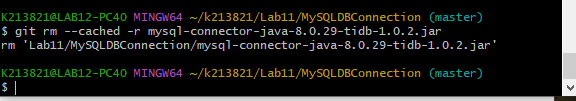 K213821@LAB12-PC40 MINGW64 ~/k213821/Lab11/MySQLDBConnection (master)
$ git rm --cached -r mysql-connector-java-8.0.29-tidb-1.0.2.jar
rm 'Lab11/MySQLDBConnection/mysql-connector-java-8.0.29-tidb-1.0.2.jar'
K213821@LAB12-PC40 MINGW64 ~/k213821/Lab11/MySQLDBConnection (master)
$